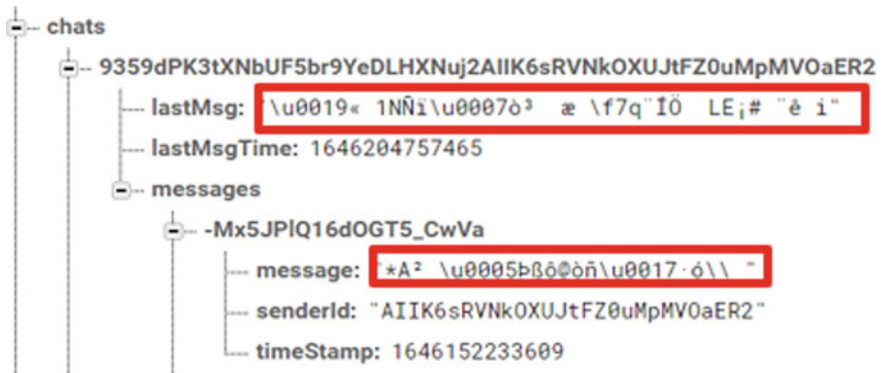 chats
9359dPK3tXNbUF5br9YeDLHXNuj2AIIK6sRVNkOXUJtFZ0uMpMVOaER2
lastMsg: "\u0019« 1NÑï\u0007ò³ æ \f7q¨ÍÖ LE¡# ¨ê i"
lastMsgTime: 1646204757465
messages
-Mx5JPlQ16dOGT5_CwVa
message: "*A² \u0005Þßô@òñ\u0017·ó\\ "
senderId: "AIIK6sRVNkOXUJtFZ0uMpMVOaER2"
timeStamp: 1646152233609